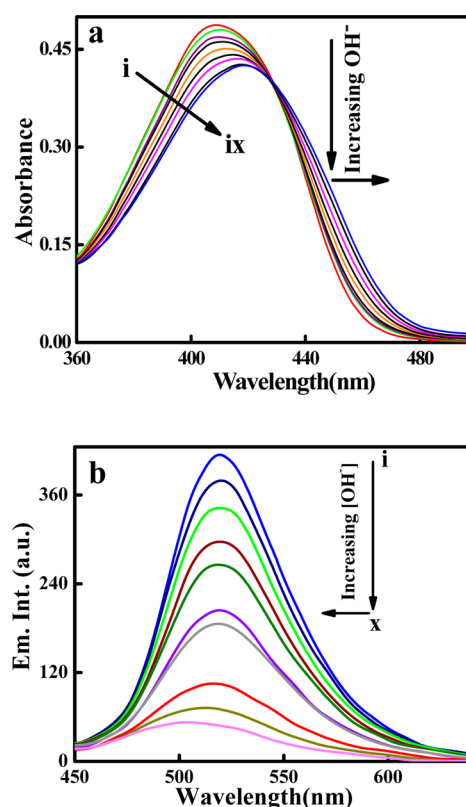 a
0.45
i
Increasing OH⁻
0.30
ix
Absorbance
0.15
0.00
360 400 440 480
Wavelength(nm)
b
i
360
Increasing [OH⁻]
240
x
Em. Int. (a.u.)
120
0
450 500 550 600
Wavelength(nm)